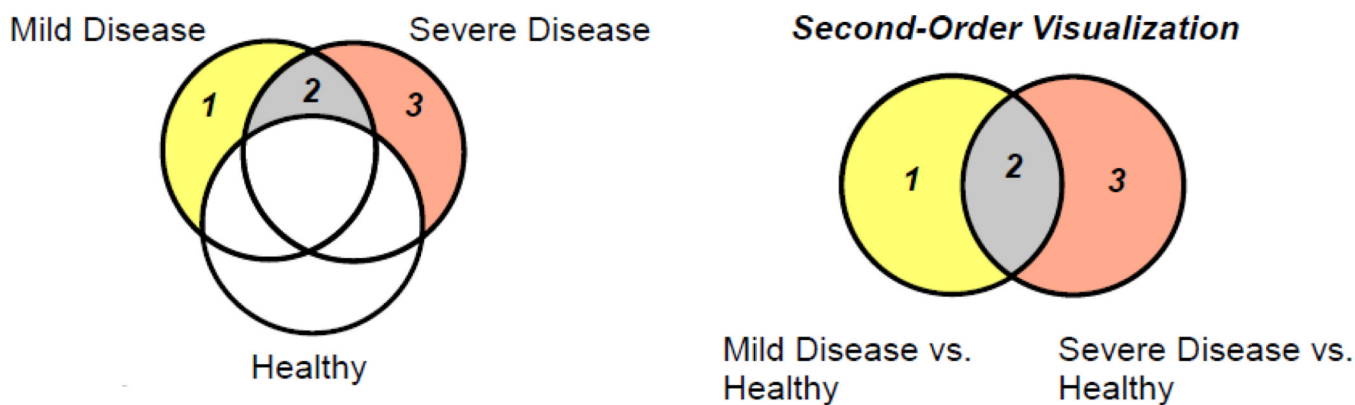 Mild Disease
Severe Disease
1
2
3
Healthy
Second-Order Visualization
1
2
3
Mild Disease vs.
Healthy
Severe Disease vs.
Healthy